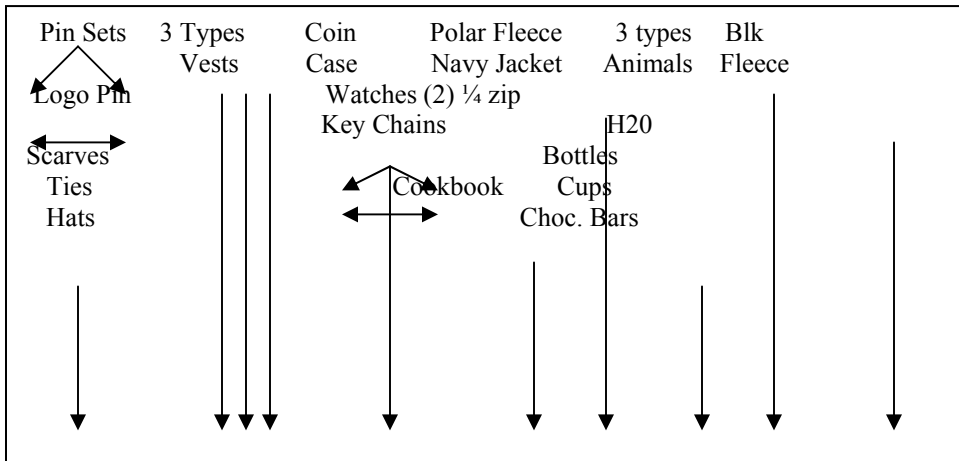 Pin Sets 3 Types Coin Polar Fleece 3 types Blk
Vests Case Navy Jacket Animals Fleece
Logo Pin Watches (2) ¼ zip
Key Chains H20
Scarves Bottles
Ties Cookbook Cups
Hats Choc. Bars